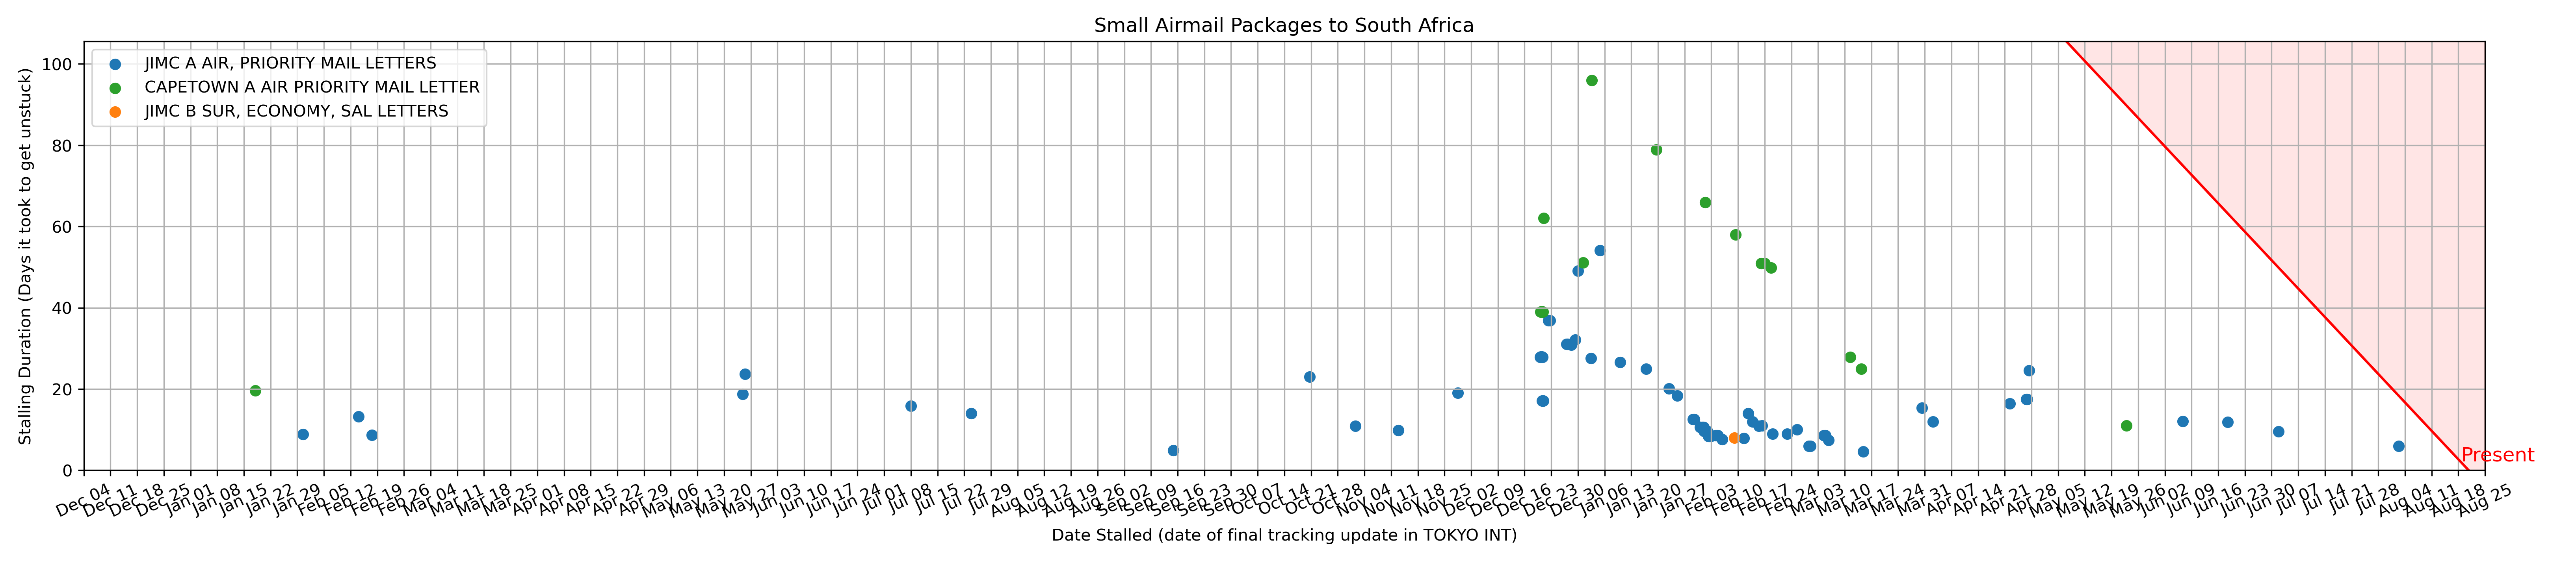 Small Airmail Packages to South Africa
JIMC A AIR, PRIORITY MAIL LETTERS
CAPETOWN A AIR PRIORITY MAIL LETTER
JIMC B SUR, ECONOMY, SAL LETTERS
Stalling Duration (Days it took to get unstuck)
100
80
60
40
20
0
Present
Dec 04
Dec 11
Dec 18
Dec 25
Jan 01
Jan 08
Jan 15
Jan 22
Jan 29
Feb 05
Feb 12
Feb 19
Feb 26
Mar 04
Mar 11
Mar 18
Mar 25
Apr 01
Apr 08
Apr 15
Apr 22
Apr 29
May 06
May 13
May 20
May 27
Jun 03
Jun 10
Jun 17
Jun 24
Jul 01
Jul 08
Jul 15
Jul 22
Jul 29
Aug 05
Aug 12
Aug 19
Aug 26
Sep 02
Sep 09
Sep 16
Sep 23
Sep 30
Oct 07
Oct 14
Oct 21
Oct 28
Nov 04
Nov 11
Nov 18
Nov 25
Dec 02
Dec 09
Dec 16
Dec 23
Dec 30
Jan 06
Jan 13
Jan 20
Jan 27
Feb 03
Feb 10
Feb 17
Feb 24
Mar 03
Mar 10
Mar 17
Mar 24
Mar 31
Apr 07
Apr 14
Apr 21
Apr 28
May 05
May 12
May 19
May 26
Jun 02
Jun 09
Jun 16
Jun 23
Jun 30
Jul 07
Jul 14
Jul 21
Jul 28
Aug 04
Aug 11
Aug 18
Aug 25
Date Stalled (date of final tracking update in TOKYO INT)